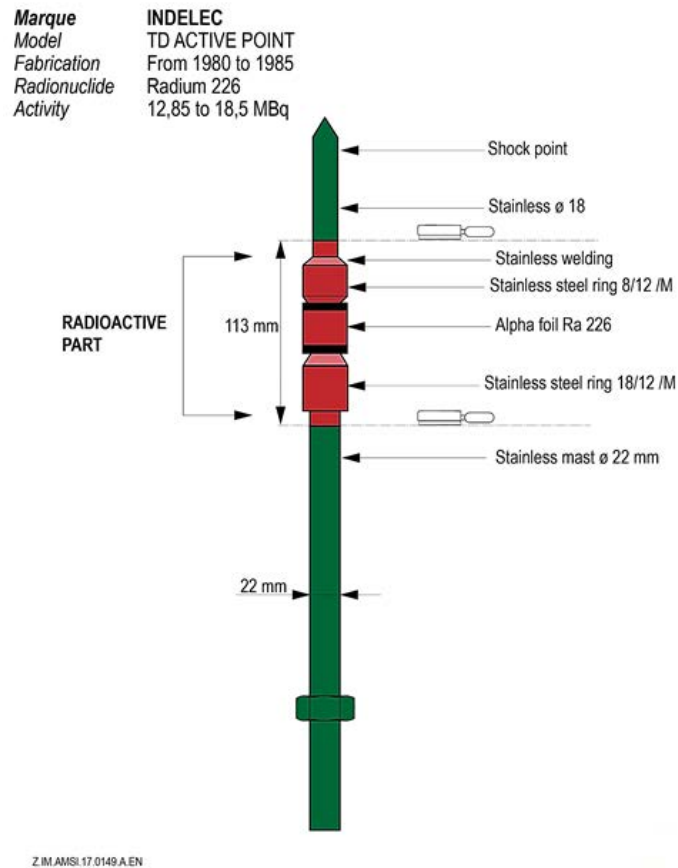 Marque INDELEC
Model TD ACTIVE POINT
Fabrication From 1980 to 1985
Radionuclide Radium 226
Activity 12,85 to 18,5 MBq
Shock point
Stainless ø 18
Stainless welding
Stainless steel ring 8/12 /M
RADIOACTIVE
PART
113 mm
Alpha foil Ra 226
Stainless steel ring 18/12 /M
Stainless mast ø 22 mm
22 mm
Z.IM.AMSI.17.0149.A.EN